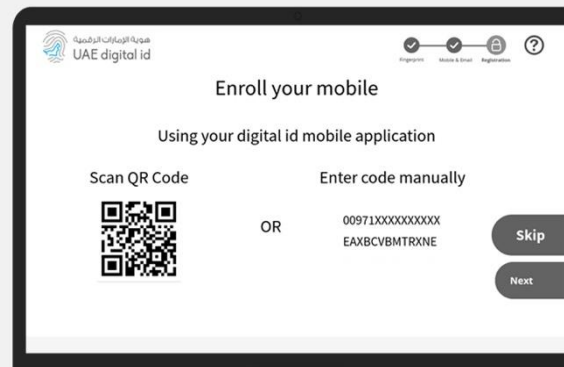 هوية الإمارات الرقمية
UAE digital id
Fingerprint
Mobile & Email
Registration
?
Enroll your mobile
Using your digital id mobile application
Scan QR Code
OR
Enter code manually
00971XXXXXXXXXX
EAXBCVBMTRXNE
Skip
Next